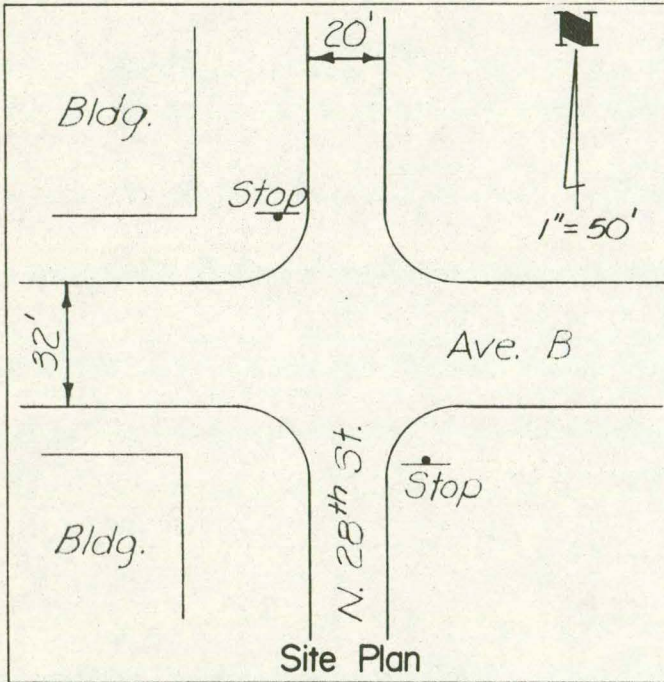 20'
N
Bldg.
Stop
1"= 50'
32'
Ave. B
N. 28th St.
Stop
Bldg.
Site Plan